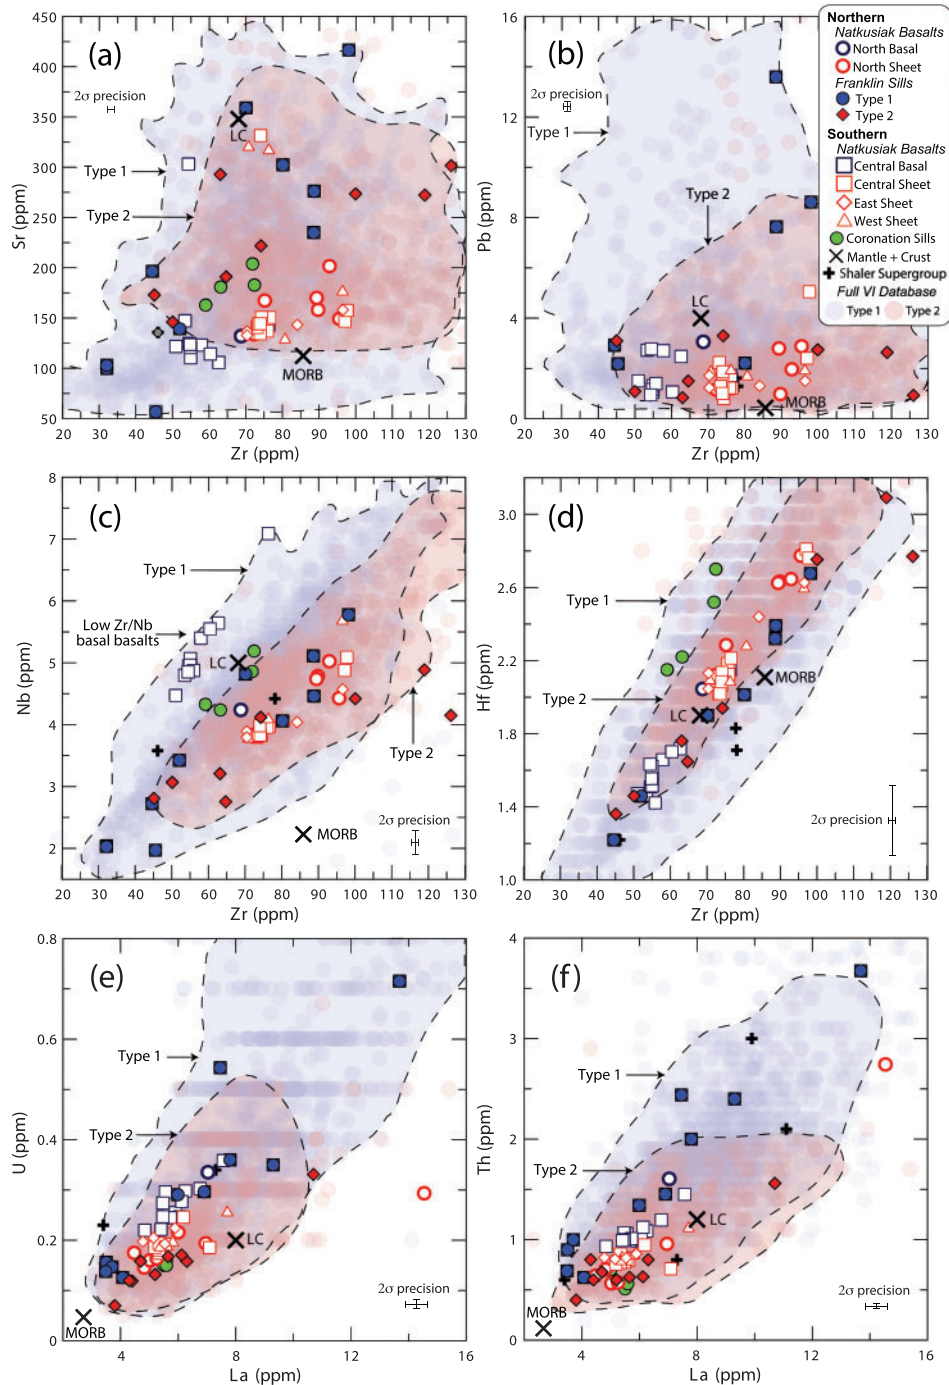 (a)
450
400
350
300
250
200
150
100
50
Sr (ppm)
2σ precision
Type 1
Type 2
LC
MORB
20 30 40 50 60 70 80 90 100 110 120 130
Zr (ppm)
(b)
16
12
8
4
0
Pb (ppm)
2σ precision
Type 1
Type 2
LC
MORB
20 30 40 50 60 70 80 90 100 110 120 130
Zr (ppm)
Northern
Natkusiak Basalts
North Basal
North Sheet
Franklin Sills
Type 1
Type 2
Southern
Natkusiak Basalts
Central Basal
Central Sheet
East Sheet
West Sheet
Coronation Sills
Mantle + Crust
Shaler Supergroup
Full VI Database
Type 1 Type 2
(c)
8
7
6
5
4
3
2
Nb (ppm)
Type 1
Low Zr/Nb
basal basalts
LC
Type 2
MORB
2σ precision
20 30 40 50 60 70 80 90 100 110 120 130
Zr (ppm)
(d)
3.0
2.6
2.2
1.8
1.4
1.0
Hf (ppm)
Type 1
Type 2
LC
MORB
2σ precision
20 30 40 50 60 70 80 90 100 110 120 130
Zr (ppm)
(e)
0.8
0.6
0.4
0.2
0
U (ppm)
Type 1
Type 2
LC
MORB
2σ precision
4 8 12 16
La (ppm)
(f)
4
3
2
1
0
Th (ppm)
Type 1
Type 2
LC
MORB
2σ precision
4 8 12 16
La (ppm)